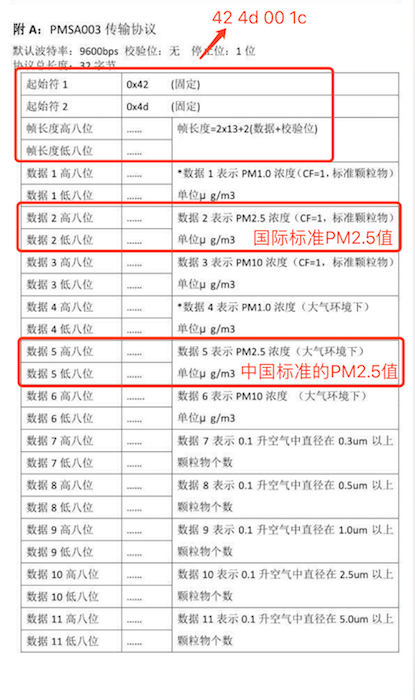 42 4d 00 1c
附 A：PMSA003 传输协议
默认波特率：9600bps 校验位：无 停止位：1 位
协议总长度：32 字节
起始符 1 0x42 (固定)
起始符 2 0x4d (固定)
帧长度高八位 …… 帧长度=2x13+2(数据+校验位)
帧长度低八位 ……
数据 1 高八位 …… *数据 1 表示 PM1.0 浓度（CF=1，标准颗粒物）
数据 1 低八位 …… 单位μ g/m3
数据 2 高八位 …… 数据 2 表示 PM2.5 浓度（CF=1，标准颗粒物）
数据 2 低八位 …… 单位μ g/m3 国际标准PM2.5值
数据 3 高八位 …… 数据 3 表示 PM10 浓度（CF=1，标准颗粒物）
数据 3 低八位 …… 单位μ g/m3
数据 4 高八位 …… *数据 4 表示 PM1.0 浓度（大气环境下）
数据 4 低八位 …… 单位μ g/m3
数据 5 高八位 …… 数据 5 表示 PM2.5 浓度（大气环境下）
数据 5 低八位 …… 单位μ g/m3 中国标准的PM2.5值
数据 6 高八位 ……. 数据 6 表示 PM10 浓度 （大气环境下）
数据 6 低八位 …… 单位μ g/m3
数据 7 高八位 …… 数据 7 表示 0.1 升空气中直径在 0.3um 以上
数据 7 低八位 …… 颗粒物个数
数据 8 高八位 …… 数据 8 表示 0.1 升空气中直径在 0.5um 以上
数据 8 低八位 …… 颗粒物个数
数据 9 高八位 …… 数据 9 表示 0.1 升空气中直径在 1.0um 以上
数据 9 低八位 …… 颗粒物个数
数据 10 高八位 …… 数据 10 表示 0.1 升空气中直径在 2.5um 以上
数据 10 低八位 …… 颗粒物个数
数据 11 高八位 …… 数据 11 表示 0.1 升空气中直径在 5.0um 以上
数据 11 低八位 …… 颗粒物个数